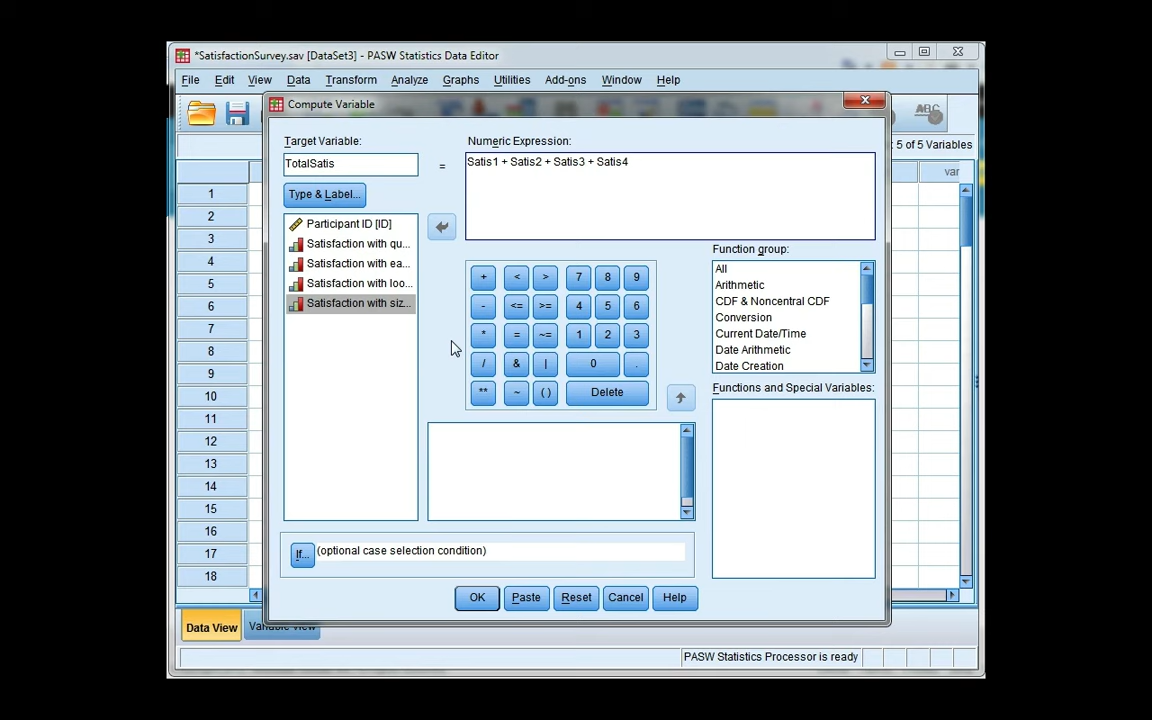 *SatisfactionSurvey.sav [DataSet3] - PASW Statistics Data Editor
File Edit View Data Transform Analyze Graphs Utilities Add-ons Window Help
Compute Variable
ABC
: 5 of 5 Variables
Target Variable:
Numeric Expression:
TotalSatis
=
Satis1 + Satis2 + Satis3 + Satis4
var
Type & Label...
Participant ID [ID]
Satisfaction with qu...
Satisfaction with ea...
Satisfaction with loo...
Satisfaction with siz...
Function group:
All
Arithmetic
CDF & Noncentral CDF
Conversion
Current Date/Time
Date Arithmetic
Date Creation
+ < > 7 8 9
- <= >= 4 5 6
* = ~= 1 2 3
/ & | 0 .
** ~ ( ) Delete
Functions and Special Variables:
If... (optional case selection condition)
OK Paste Reset Cancel Help
1
2
3
4
5
6
7
8
9
10
11
12
13
14
15
16
17
18
Data View Variable View
PASW Statistics Processor is ready